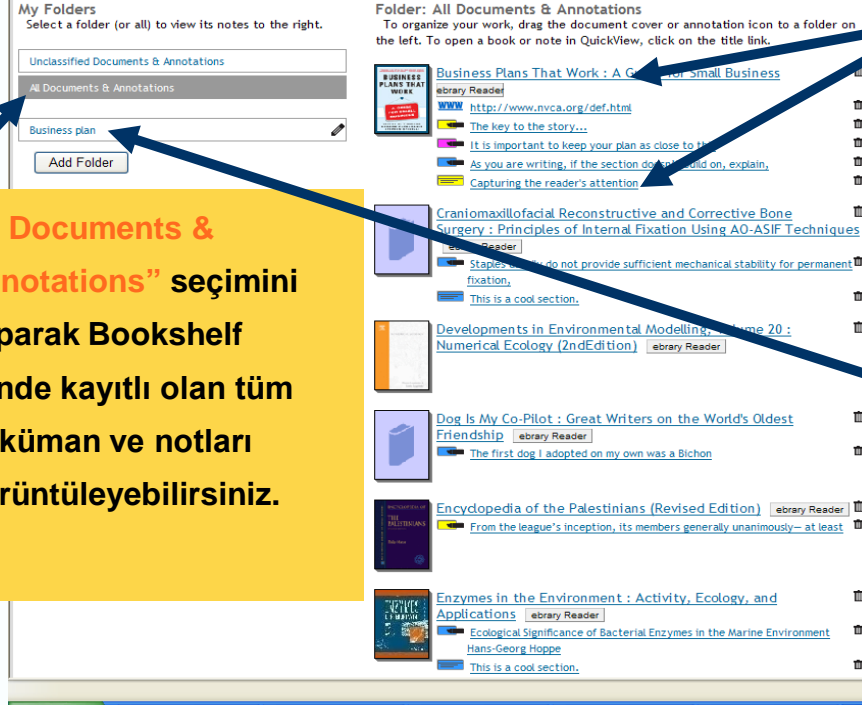 My Folders
Select a folder (or all) to view its notes to the right.
Unclassified Documents & Annotations
All Documents & Annotations
Business plan
Add Folder
Documents &
notations” seçimini
parak Bookshelf
nde kayıtlı olan tüm
küman ve notları
rüntüleyebilirsiniz.
Folder: All Documents & Annotations
To organize your work, drag the document cover or annotation icon to a folder on
the left. To open a book or note in QuickView, click on the title link.
BUSINESS
PLANS THAT
WORK
Business Plans That Work : A Small Business
ebrary Reader
WWW http://www.nvca.org/def.html
The key to the story...
It is important to keep your plan as close to
As you are writing, if the section build on, explain,
Capturing the reader's attention
Craniomaxillofacial Reconstructive and Corrective Bone
Surgery : Principles of Internal Fixation Using AO-ASIF Techniques
Reader
Staples do not provide sufficient mechanical stability for permanent
fixation,
This is a cool section.
Developments in Environmental Modelling, 20 :
Numerical Ecology (2ndEdition) ebrary Reader
Dog Is My Co-Pilot : Great Writers on the World's Oldest
Friendship ebrary Reader
The first dog I adopted on my own was a Bichon
Encyclopedia of the Palestinians (Revised Edition) ebrary Reader
From the league's inception, its members generally unanimously— at least
Enzymes in the Environment : Activity, Ecology, and
Applications ebrary Reader
Ecological Significance of Bacterial Enzymes in the Marine Environment
Hans-Georg Hoppe
This is a cool section.